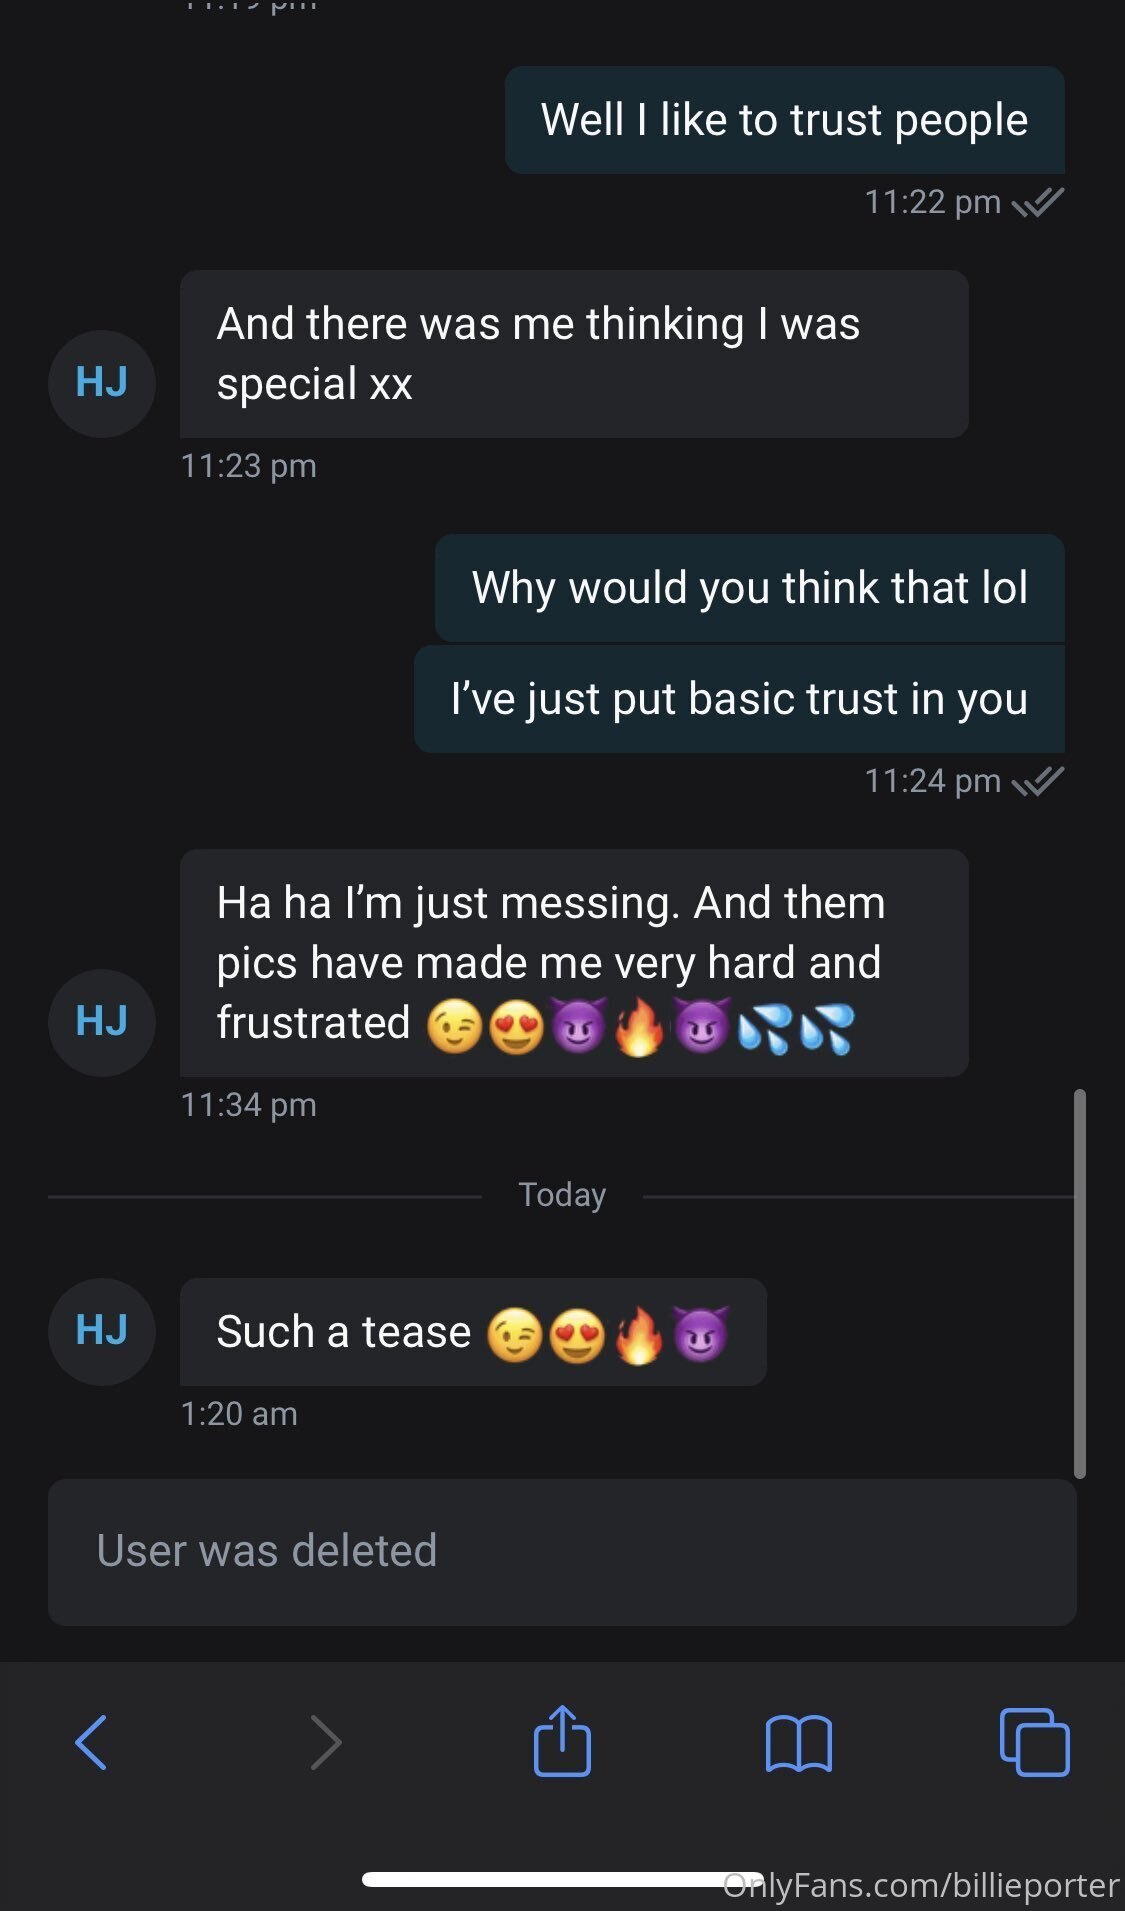 Well I like to trust people
11:22 pm
And there was me thinking I was
special xx
HJ
11:23 pm
Why would you think that lol
I've just put basic trust in you
11:24 pm
Ha ha I'm just messing. And them
pics have made me very hard and
frustrated 😉😍😈🔥😈💦💦
HJ
11:34 pm
Today
Such a tease 😉😍🔥😈
HJ
1:20 am
User was deleted
OnlyFans.com/billieporter